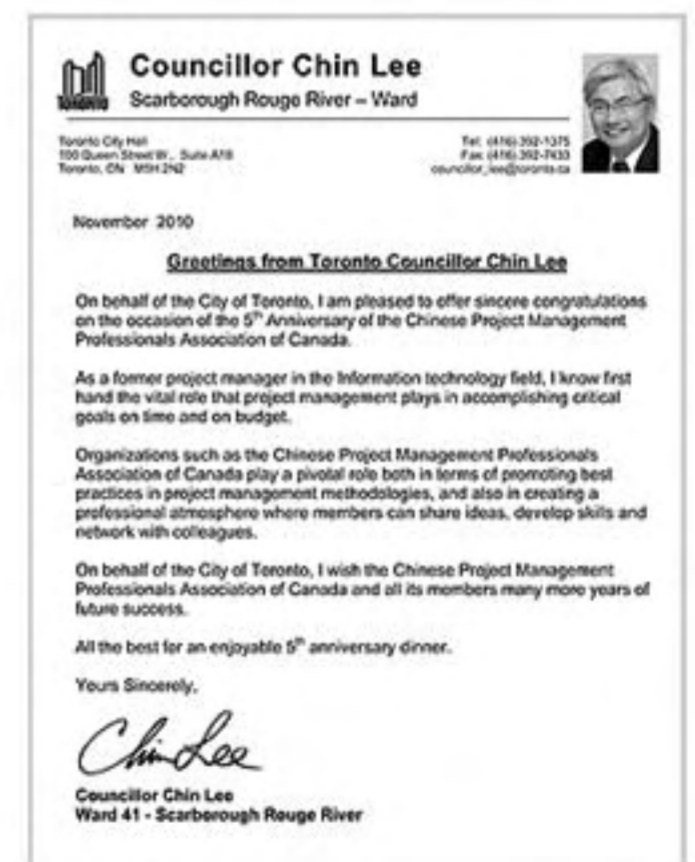 Councillor Chin Lee
Scarborough Rouge River – Ward
TORONTO
Toronto City Hall
100 Queen Street W., Suite A18
Toronto, ON M5H 2N2
Tel: (416) 392-1375
Fax: (416) 392-7433
councillor_lee@toronto.ca
November 2010
Greetings from Toronto Councillor Chin Lee
On behalf of the City of Toronto, I am pleased to offer sincere congratulations
on the occasion of the 5th Anniversary of the Chinese Project Management
Professionals Association of Canada.
As a former project manager in the Information technology field, I know first
hand the vital role that project management plays in accomplishing critical
goals on time and on budget.
Organizations such as the Chinese Project Management Professionals
Association of Canada play a pivotal role both in terms of promoting best
practices in project management methodologies, and also in creating a
professional atmosphere where members can share ideas, develop skills and
network with colleagues.
On behalf of the City of Toronto, I wish the Chinese Project Management
Professionals Association of Canada and all its members many more years of
future success.
All the best for an enjoyable 5th anniversary dinner.
Yours Sincerely,
Chin Lee
Councillor Chin Lee
Ward 41 - Scarborough Rouge River